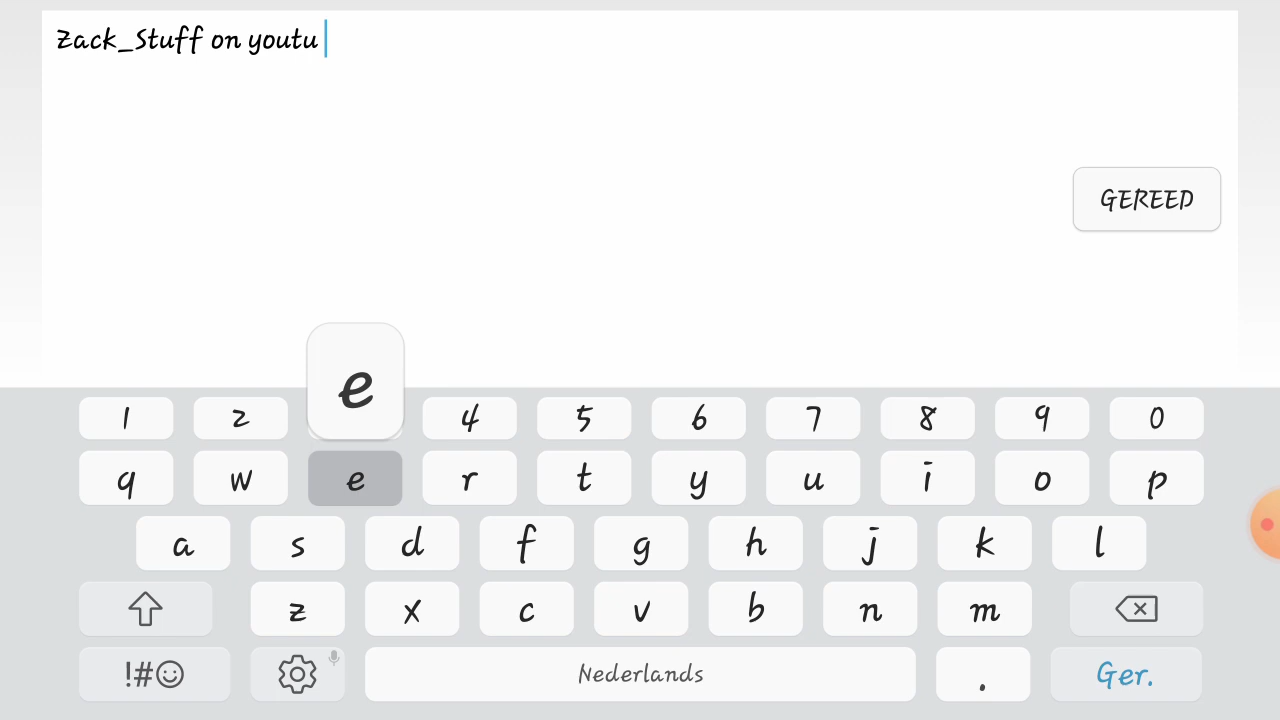 Zack_Stuff on youtu
GEREED
e
1 2 4 5 6 7 8 9 0
q w e r t y u i o p
a s d f g h j k l
z x c v b n m
!#☺ Nederlands . Ger.